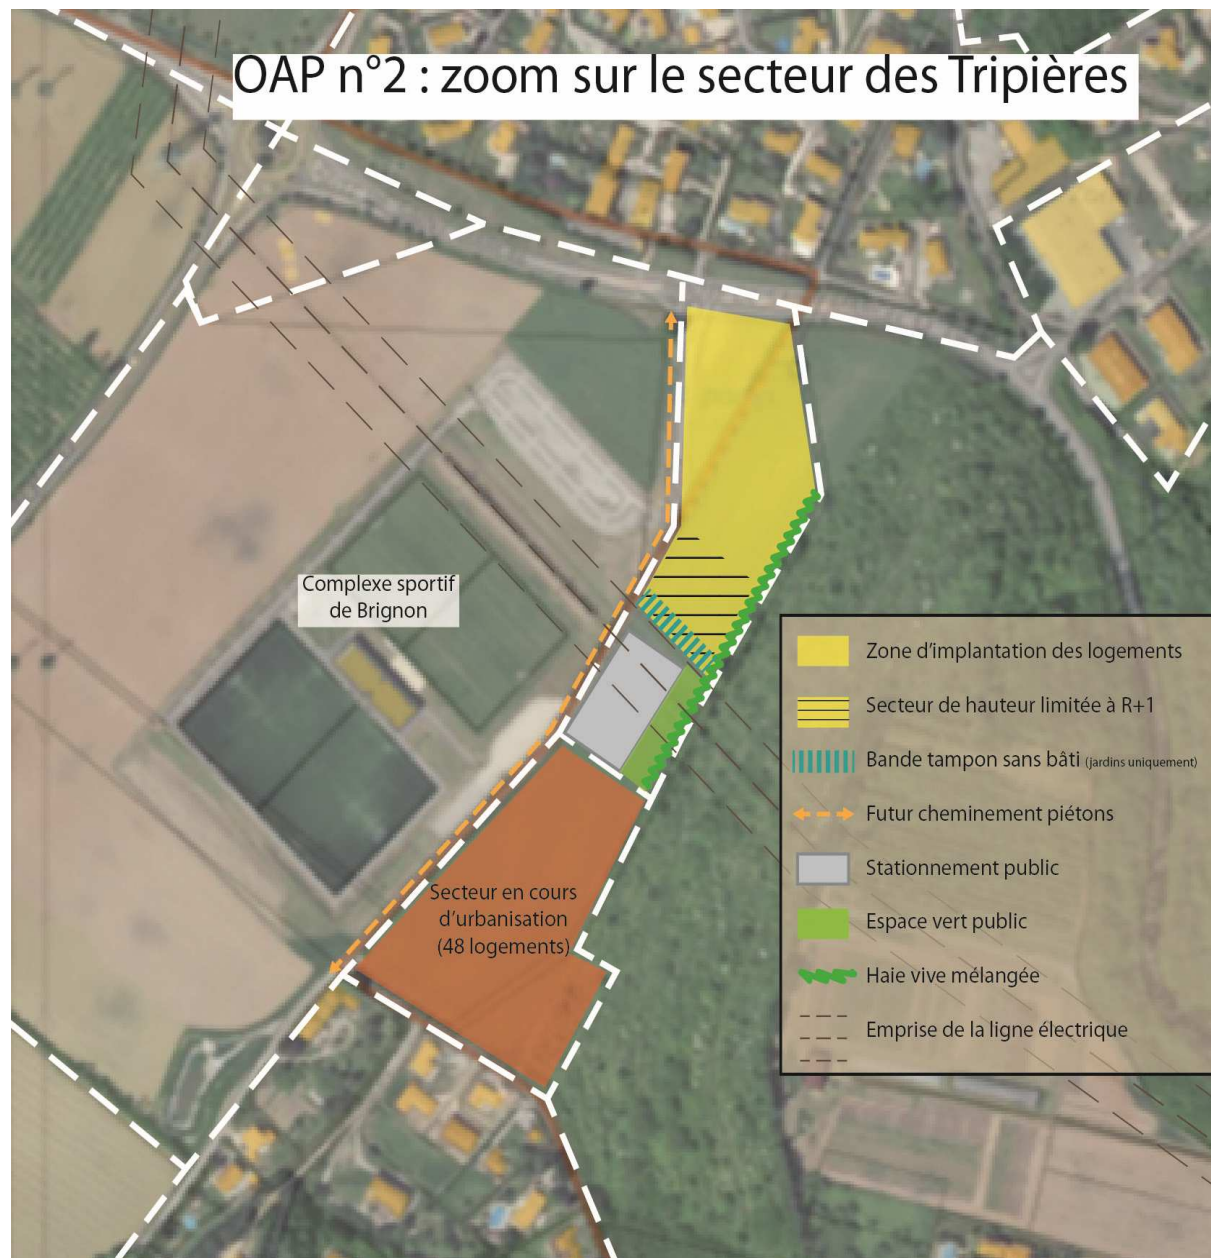 OAP n°2 : zoom sur le secteur des Tripières
Complexe sportif
de Brignon
Zone d'implantation des logements
Secteur de hauteur limitée à R+1
Bande tampon sans bâti (jardins uniquement)
Futur cheminement piétons
Stationnement public
Secteur en cours
d'urbanisation
(48 logements)
Espace vert public
Haie vive mélangée
Emprise de la ligne électrique